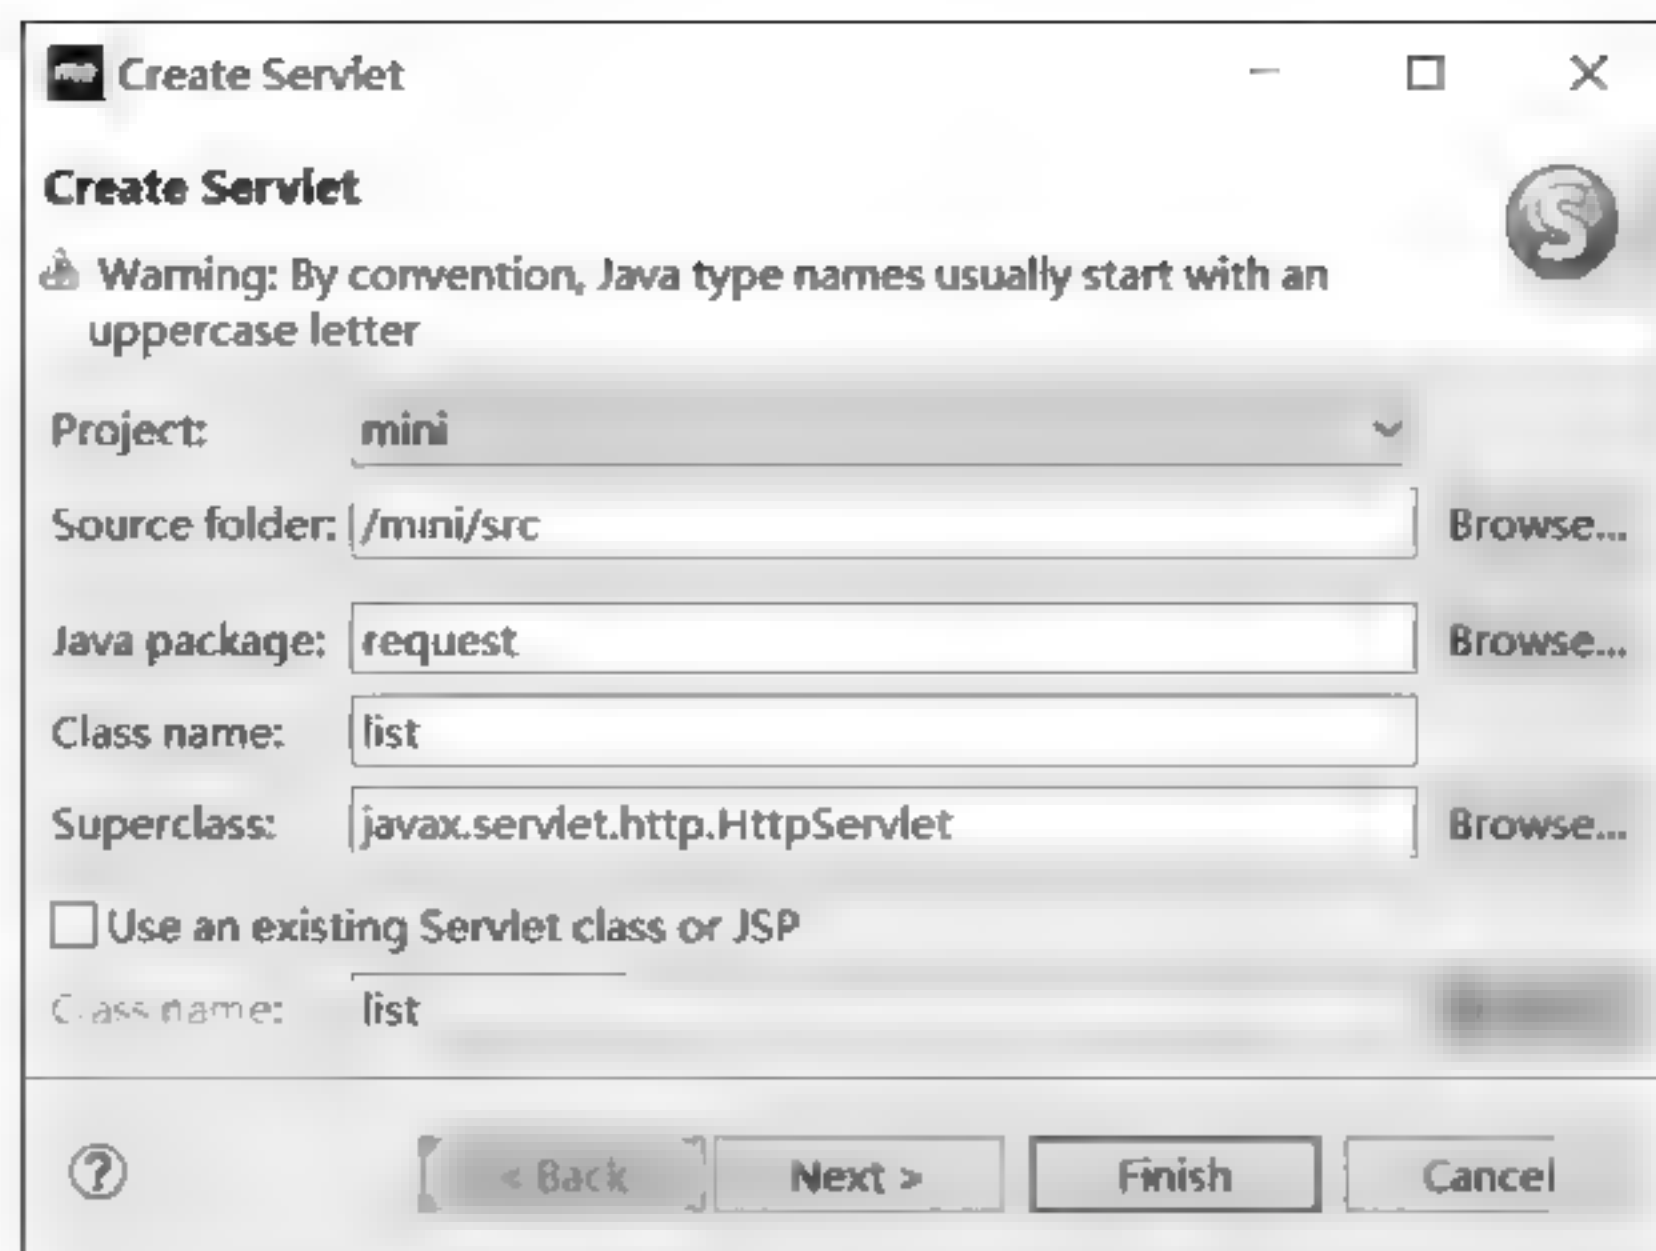 Create Servlet
Create Servlet
Warning: By convention, Java type names usually start with an
uppercase letter
Project: mini
Source folder: /mini/src Browse...
Java package: request Browse...
Class name: list
Superclass: javax.servlet.http.HttpServlet Browse...
Use an existing Servlet class or JSP
Class name: list
? < Back Next > Finish Cancel